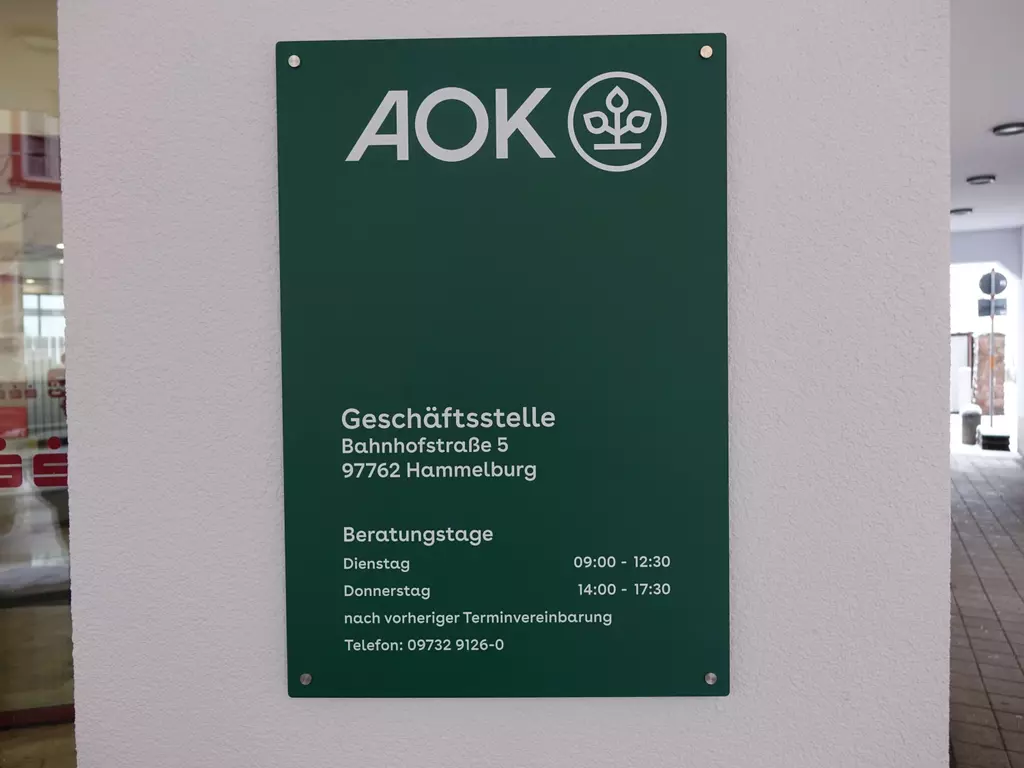 AOK
Geschäftsstelle
Bahnhofstraße 5
97762 Hammelburg
Beratungstage
Dienstag 09:00 - 12:30
Donnerstag 14:00 - 17:30
nach vorheriger Terminvereinbarung
Telefon: 09732 9126-0